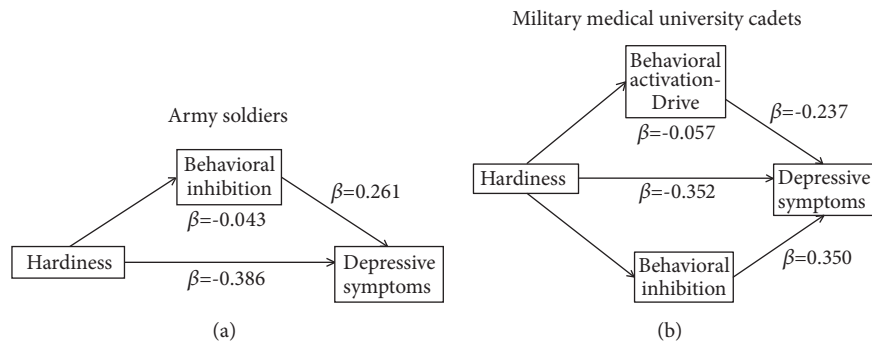 Army soldiers
Behavioral
inhibition
β=-0.043
β=0.261
Hardiness
β=-0.386
Depressive
symptoms
(a)
Military medical university cadets
Behavioral
activation-
Drive
β=-0.057
β=-0.237
Hardiness
β=-0.352
Depressive
symptoms
Behavioral
inhibition
β=0.350
(b)